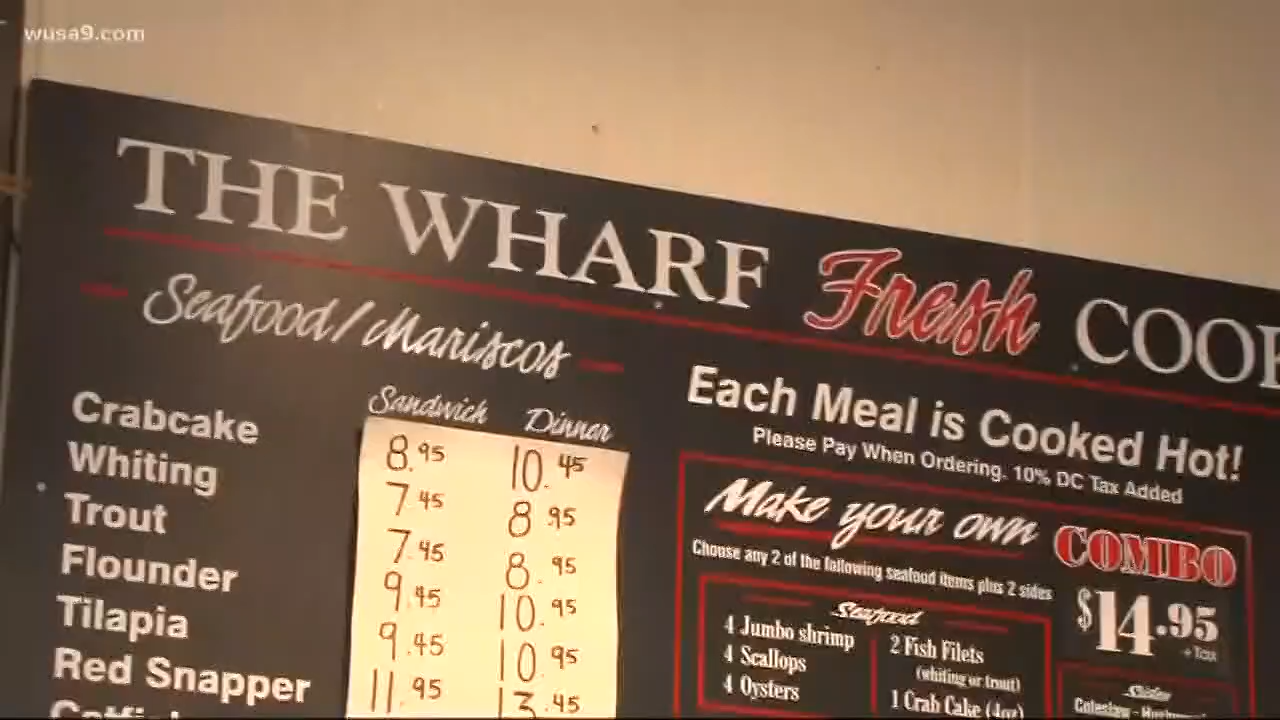 wusa9.com
THE WHARF Fresh
Seafood/Mariscos
Sandwich Dinner
Crabcake 8.95 10.45
Whiting 7.45 8.95
Trout 7.45 8.95
Flounder 9.45 10.95
Tilapia 9.45 10.95
Red Snapper 11.95 13.45
Each Meal is Cooked Hot!
Please Pay When Ordering. 10% DC Tax Added
Make your own COMBO
Choose any 2 of the following seafood items plus 2 sides
$14.95
+Tax
Seafood
4 Jumbo shrimp
4 Scallops
4 Oysters
2 Fish Filets
(whiting or trout)
1 Crab Cake (4oz)